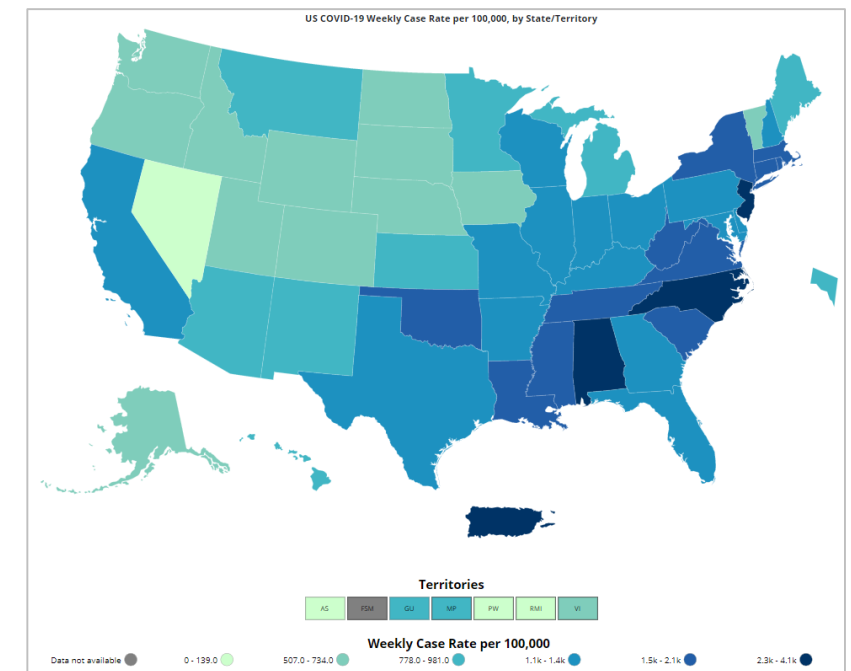 US COVID-19 Weekly Case Rate per 100,000, by State/Territory
Territories
AS FSM GU MP PW RMI VI
Weekly Case Rate per 100,000
Data not available 0 - 139.0 507.0 - 734.0 778.0 - 981.0 1.1k - 1.4k 1.5k - 2.1k 2.3k - 4.1k